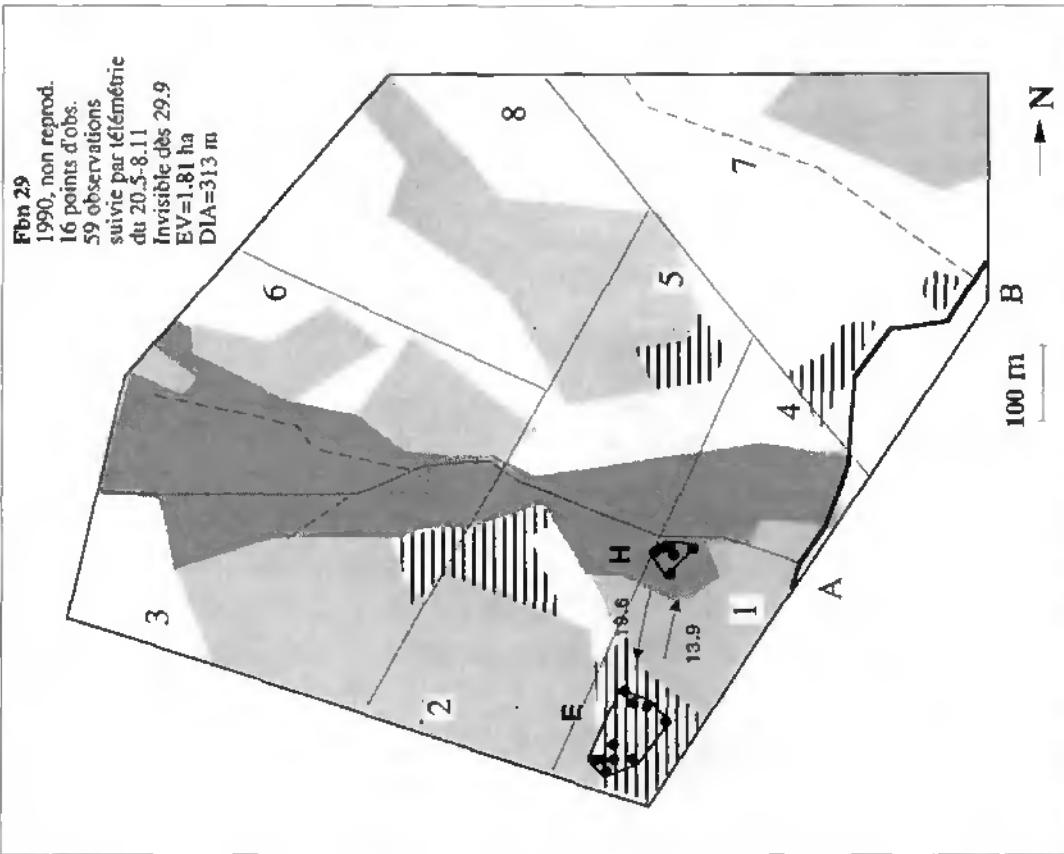 Fbn 29
1990, non reprod.
16 points d'obs.
59 observations
suivie par télémétrie
du 20.5-8.11
Invisible dès 29.9
EV=1.81 ha
DIA=313 m
8
6
7
5
3
4
B
N
100 m
H
19.6
13.9
1
A
2
E